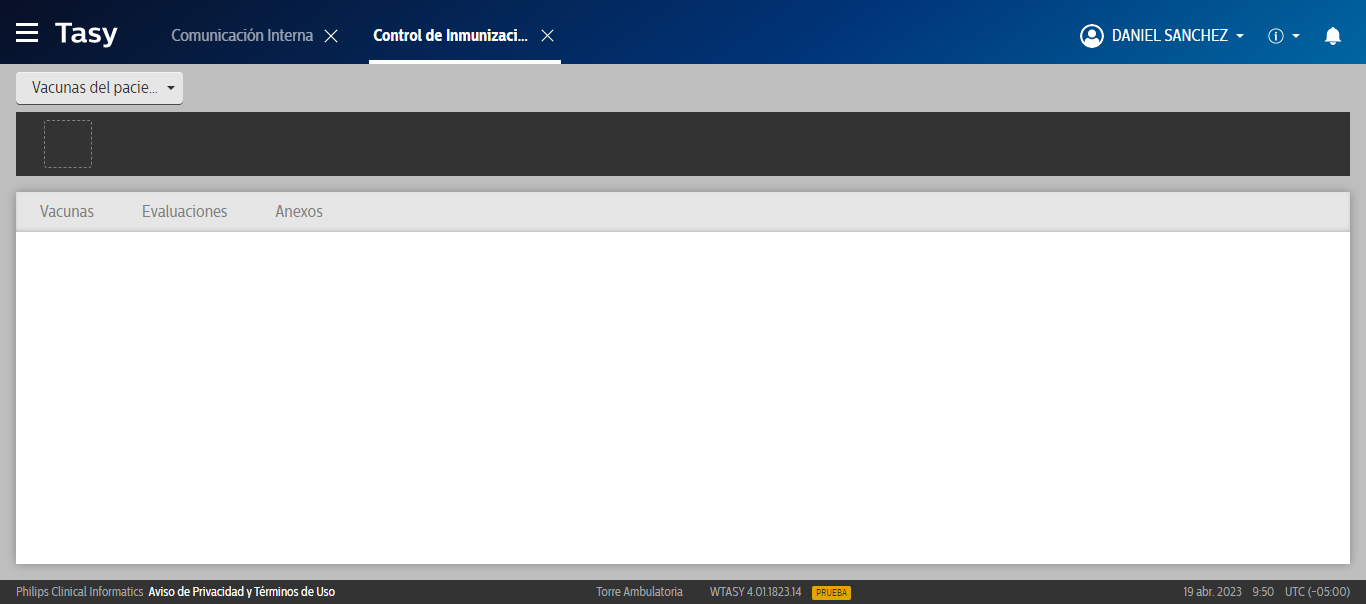 Tasy Comunicación Interna Control de Inmunizaci... DANIEL SANCHEZ
Vacunas del pacie...
Vacunas Evaluaciones Anexos
Philips Clinical Informatics Aviso de Privacidad y Términos de Uso Torre Ambulatoria WTASY 4.01.1823.14 PRUEBA 19 abr. 2023 9:50 UTC (-05:00)